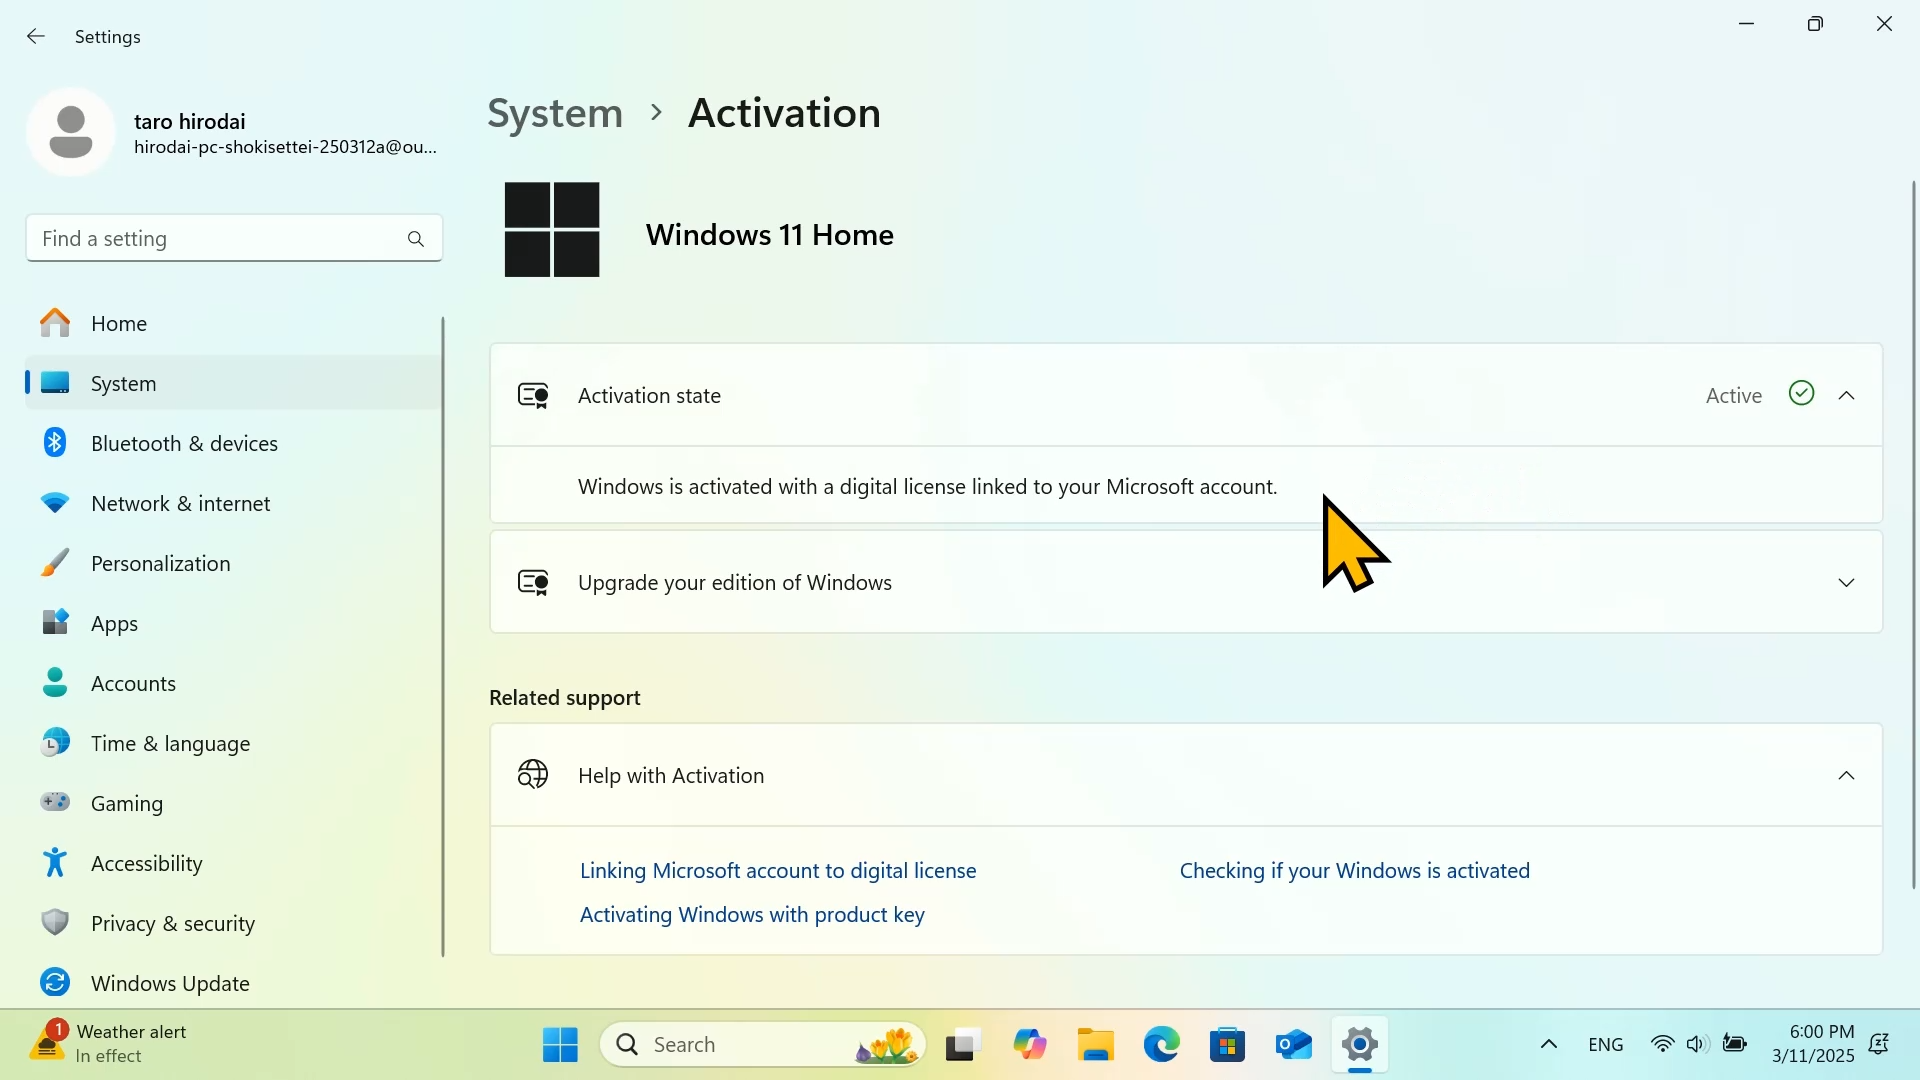 Settings
taro hirodai
hirodai-pc-shokisettei-250312a@ou...
Find a setting
Home
System
Bluetooth & devices
Network & internet
Personalization
Apps
Accounts
Time & language
Gaming
Accessibility
Privacy & security
Windows Update
System > Activation
Windows 11 Home
Activation state
Active
Windows is activated with a digital license linked to your Microsoft account.
Upgrade your edition of Windows
Related support
Help with Activation
Linking Microsoft account to digital license
Checking if your Windows is activated
Activating Windows with product key
1
Weather alert
In effect
Search
ENG
6:00 PM
3/11/2025